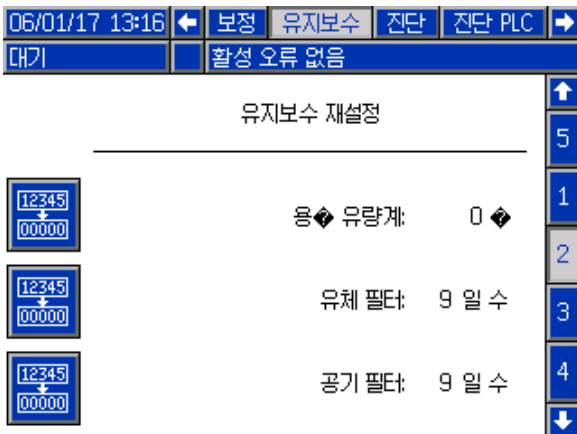 06/01/17 13:16 보정 유지보수 진단 진단 PLC
대기 활성 오류 없음
유지보수 재설정
5
12345
00000
용� 유량계: 0 �
1
2
12345
00000
유체 필터: 9 일 수
3
12345
00000
공기 필터: 9 일 수
4